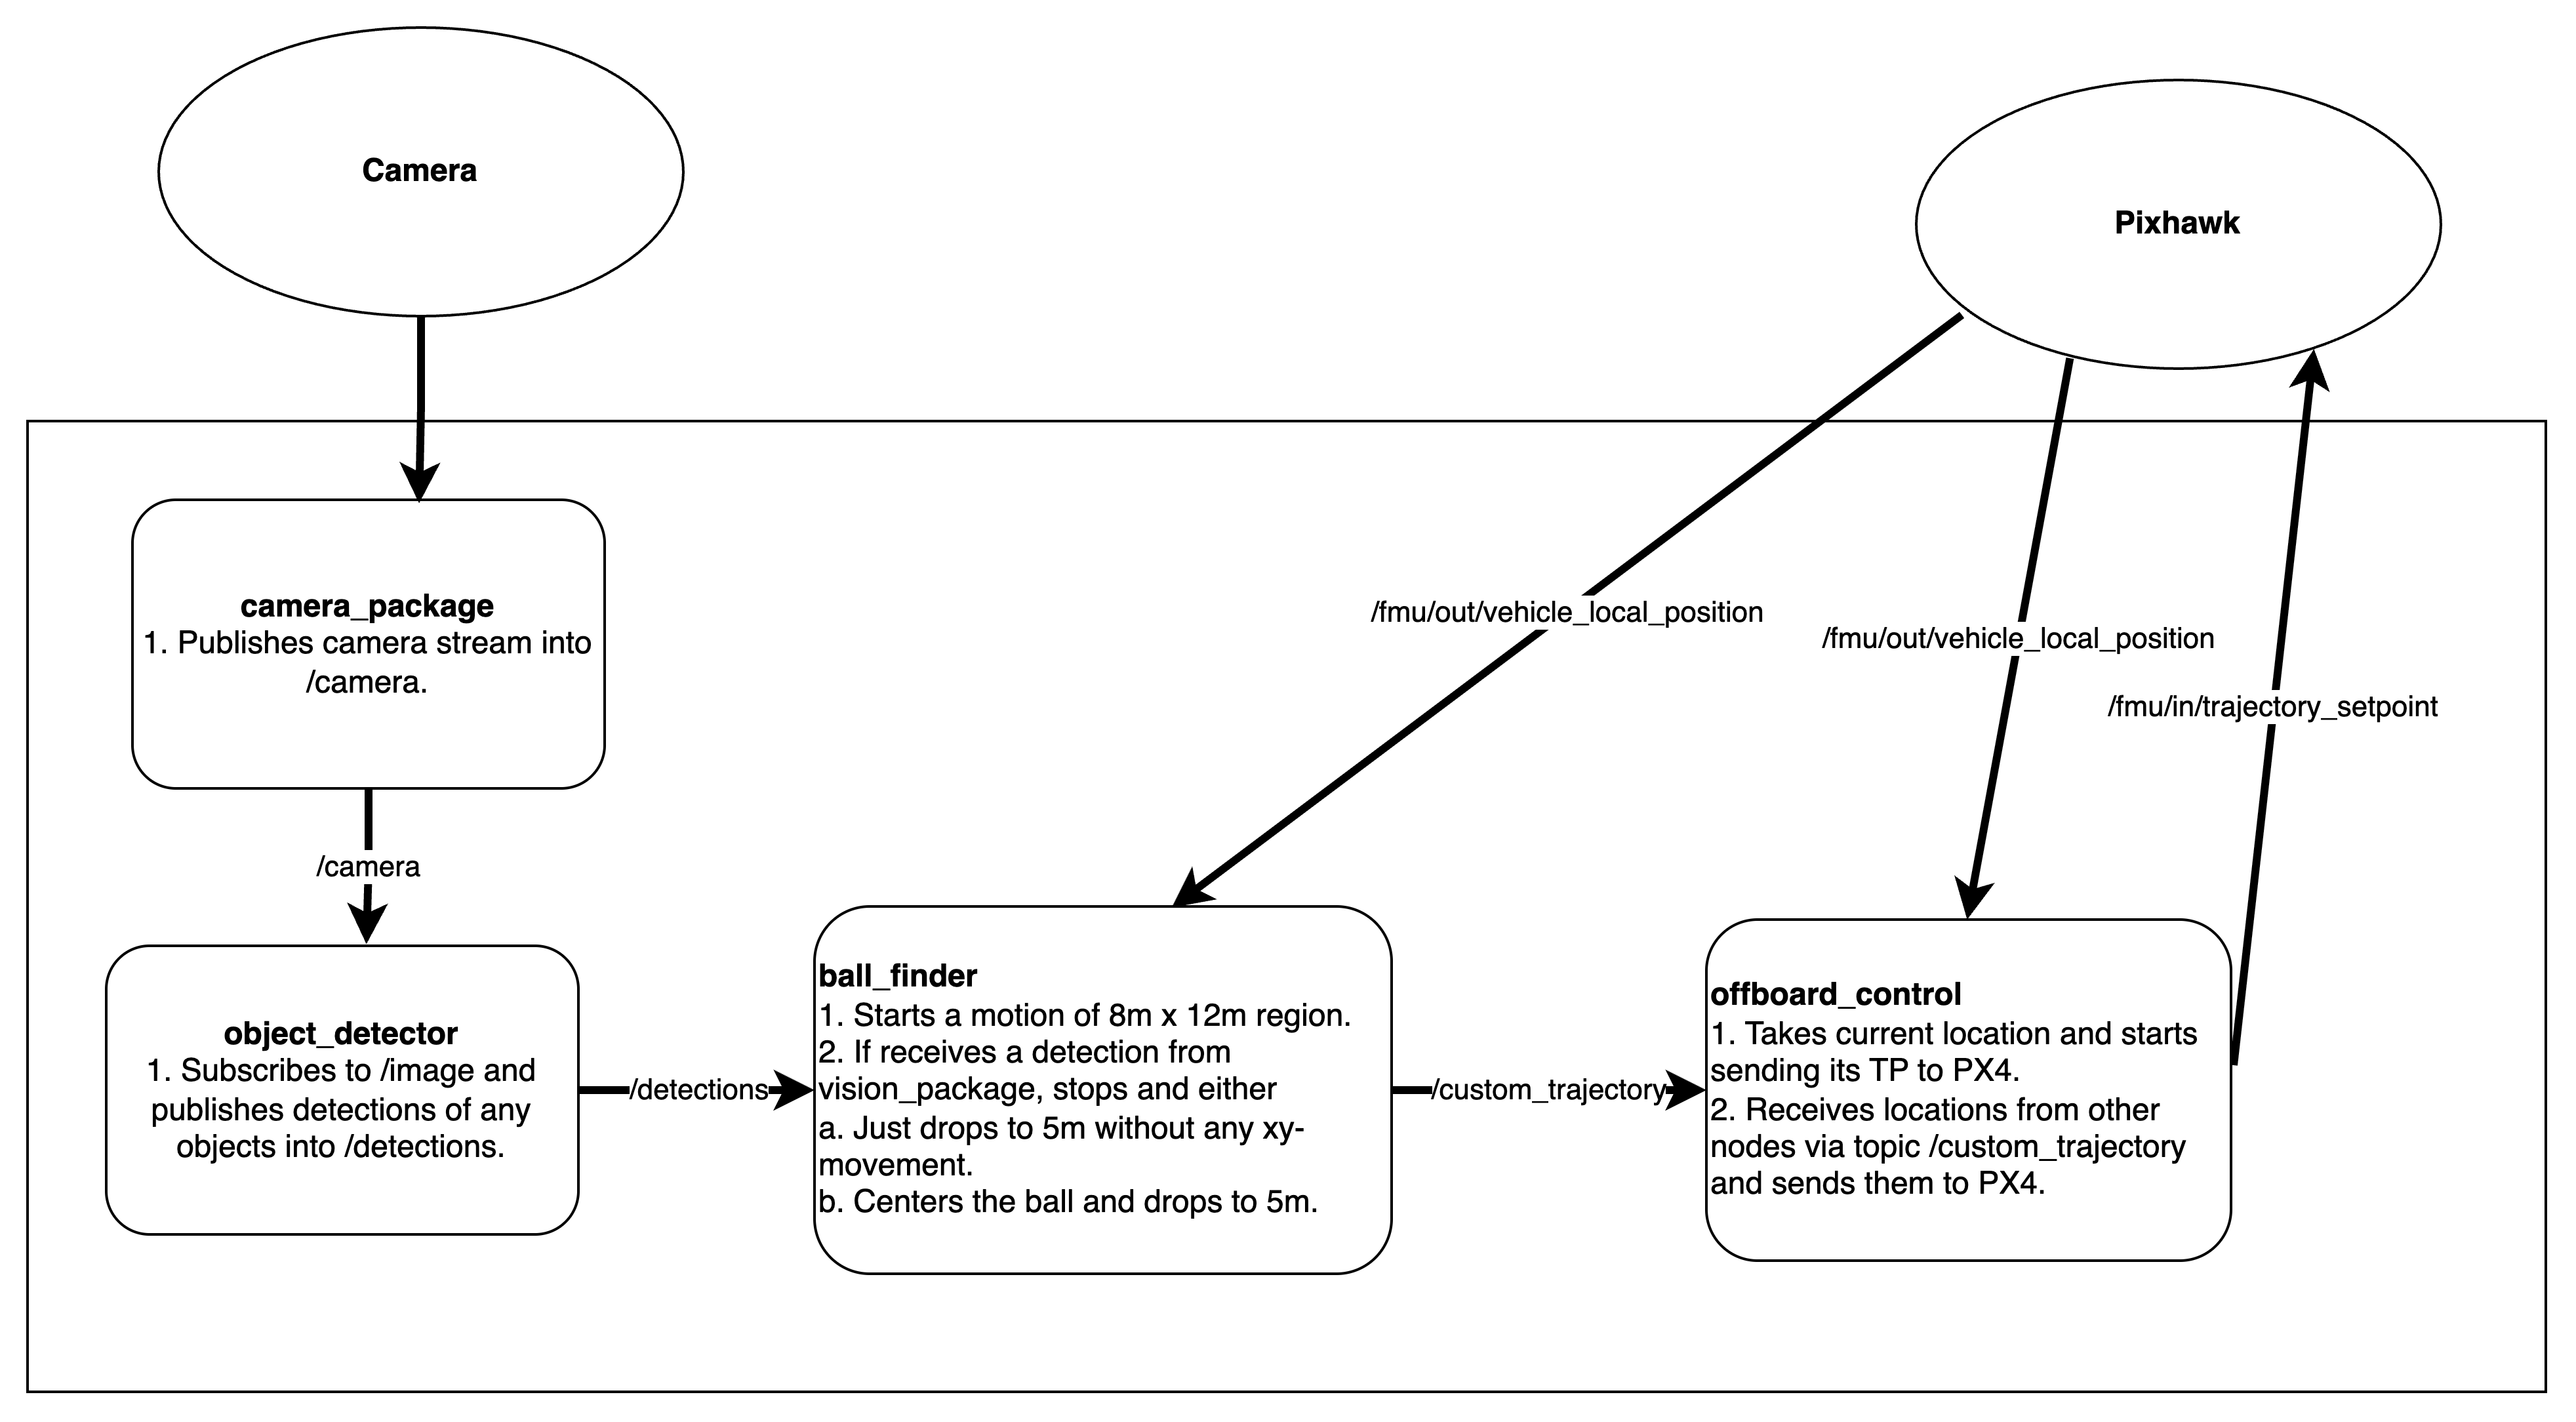 Camera
Pixhawk
camera_package
1. Publishes camera stream into
/camera.
/fmu/out/vehicle_local_position
/fmu/out/vehicle_local_position
/fmu/in/trajectory_setpoint
/camera
object_detector
1. Subscribes to /image and
publishes detections of any
objects into /detections.
/detections
ball_finder
1. Starts a motion of 8m x 12m region.
2. If receives a detection from
vision_package, stops and either
a. Just drops to 5m without any xy-
movement.
b. Centers the ball and drops to 5m.
/custom_trajectory
offboard_control
1. Takes current location and starts
sending its TP to PX4.
2. Receives locations from other
nodes via topic /custom_trajectory
and sends them to PX4.